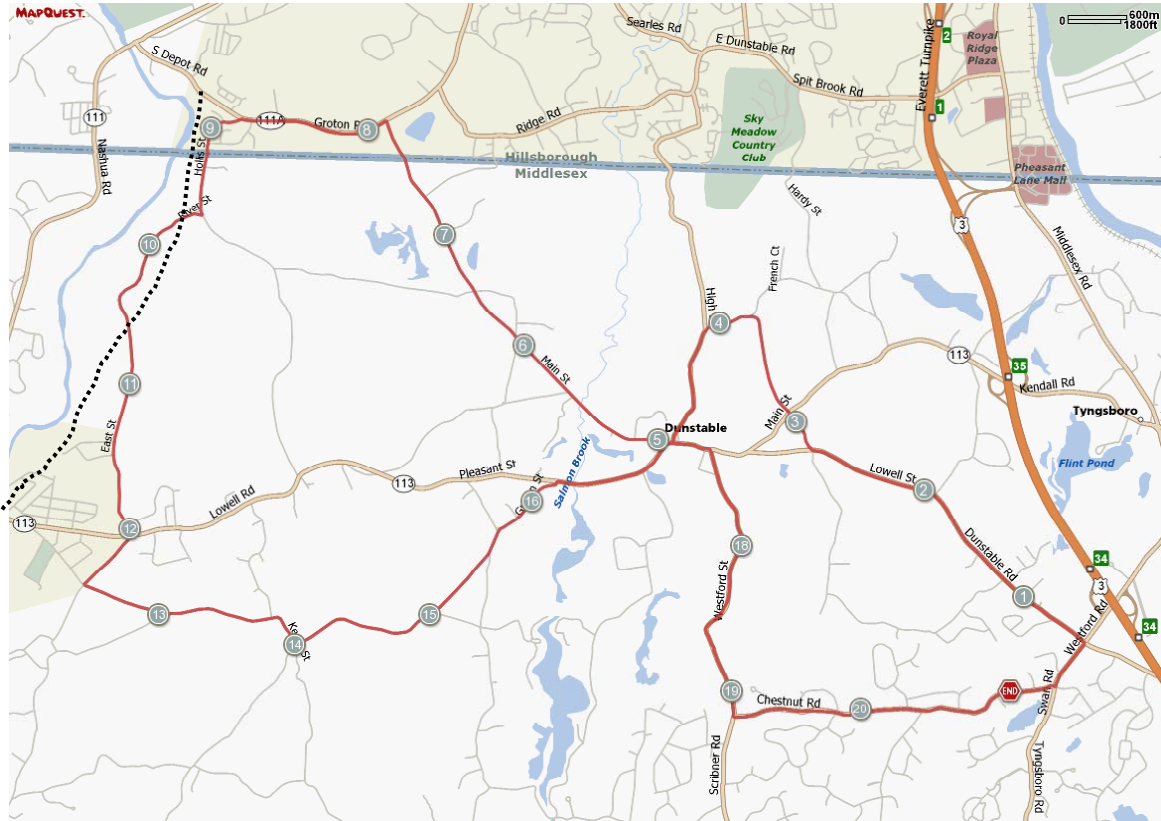 MAPQUEST.
600m
0
1800ft
Searles Rd
E Dunstable Rd
S Depot Rd
Spit Brook Rd
Everett Turnpike
2
Royal
Ridge
Plaza
1
111
111A
Groton
Ridge Rd
8
9
Hollis St
Nashua Rd
Sky
Meadow
Country
Club
Hillsborough
Middlesex
Pheasant
Lane Mall
Hardy St
River St
10
7
3
Middlesex Rd
French Ct
High
4
6
Main St
113
35
Kendall Rd
Tyngsboro
11
East St
Main St
3
5
Dunstable
Salmon Brook
Pleasant St
113
Lowell Rd
Lowell St
2
Flint Pond
16
113
12
18
Dunstable Rd
34
3
1
Westford St
Westford Rd
34
13
15
14
19
Chestnut Rd
20
END
Swan Rd
Scribner Rd
Tyngsboro Rd